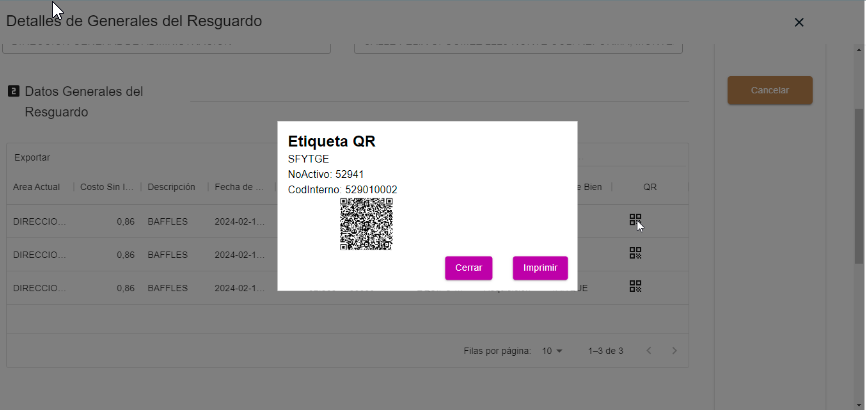 Detalles de Generales del Resguardo
2 Datos Generales del
Resguardo
Cancelar
Exportar
Area Actual Costo Sin I... Descripción Fecha de ... e Bien QR
DIRECCIO... 0,86 BAFFLES 2024-02-1...
DIRECCIO... 0,86 BAFFLES 2024-02-1...
DIRECCIO... 0,86 BAFFLES 2024-02-1...
Filas por página: 10 1–3 de 3
Etiqueta QR
SFYTGE
NoActivo: 52941
CodInterno: 529010002
Cerrar Imprimir